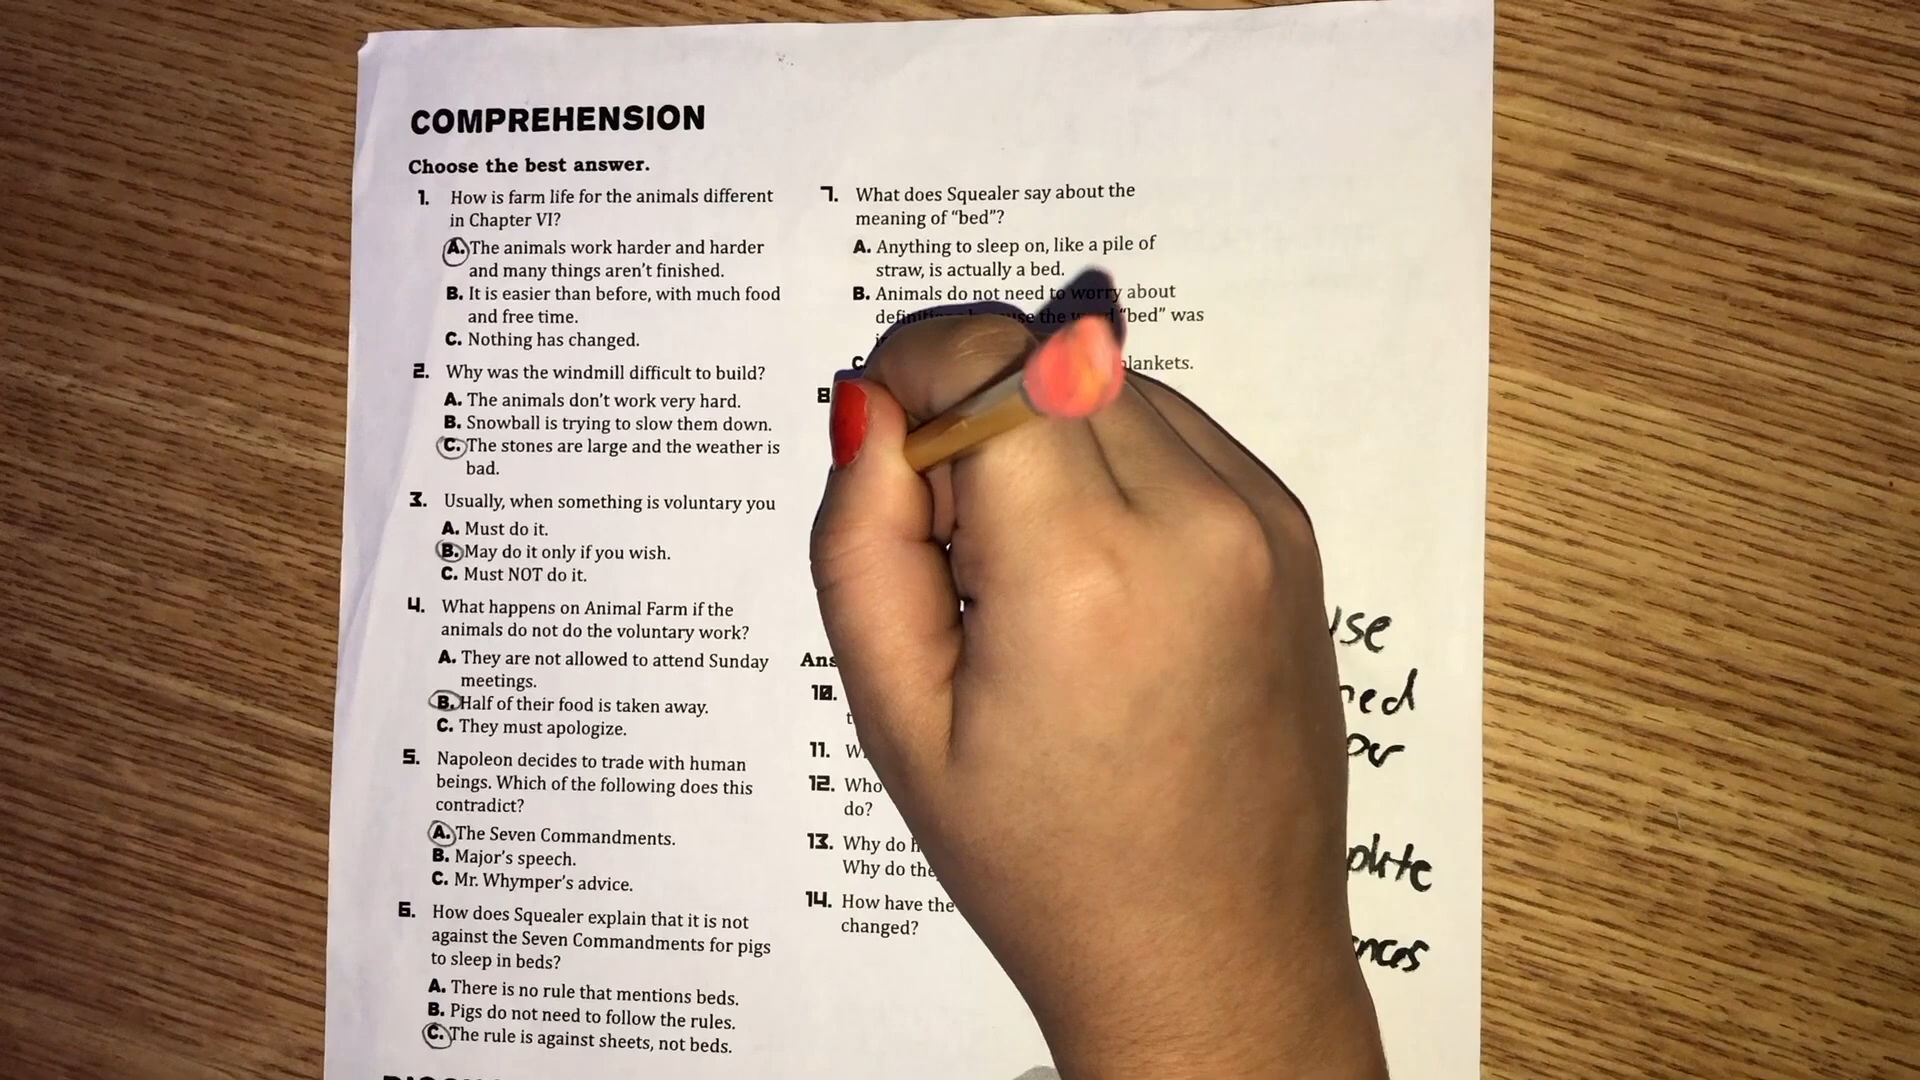 COMPREHENSION
Choose the best answer.
1. How is farm life for the animals different
in Chapter VI?
A. The animals work harder and harder
and many things aren't finished.
B. It is easier than before, with much food
and free time.
C. Nothing has changed.
2. Why was the windmill difficult to build?
A. The animals don't work very hard.
B. Snowball is trying to slow them down.
C. The stones are large and the weather is
bad.
3. Usually, when something is voluntary you
A. Must do it.
B. May do it only if you wish.
C. Must NOT do it.
4. What happens on Animal Farm if the
animals do not do the voluntary work?
A. They are not allowed to attend Sunday
meetings.
B. Half of their food is taken away.
C. They must apologize.
5. Napoleon decides to trade with human
beings. Which of the following does this
contradict?
A. The Seven Commandments.
B. Major's speech.
C. Mr. Whymper's advice.
6. How does Squealer explain that it is not
against the Seven Commandments for pigs
to sleep in beds?
A. There is no rule that mentions beds.
B. Pigs do not need to follow the rules.
C. The rule is against sheets, not beds.
7. What does Squealer say about the
meaning of "bed"?
A. Anything to sleep on, like a pile of
straw, is actually a bed.
B. Animals do not need to worry about
the "bed" was
C. blankets.
8
10.
11.
12. Who
do?
13. Why do
Why do
14. How have the
changed?